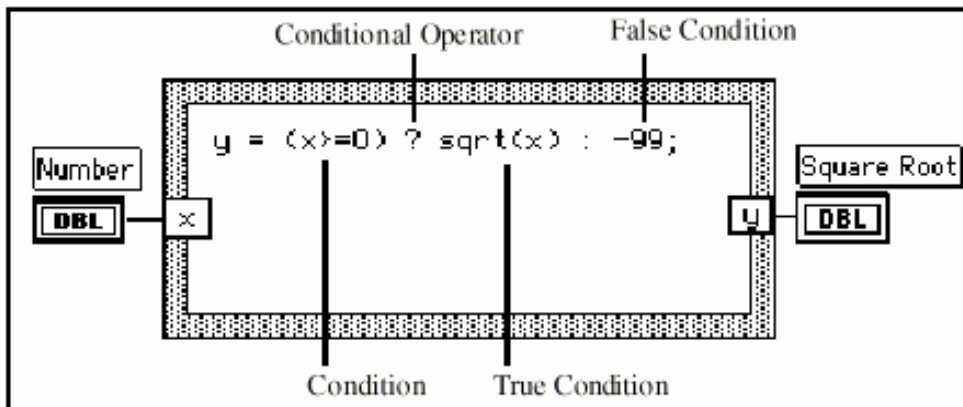 Conditional Operator
False Condition
y = (x>=0) ? sqrt(x) : -99;
Number
Square Root
DBL
x
y
DBL
Condition
True Condition